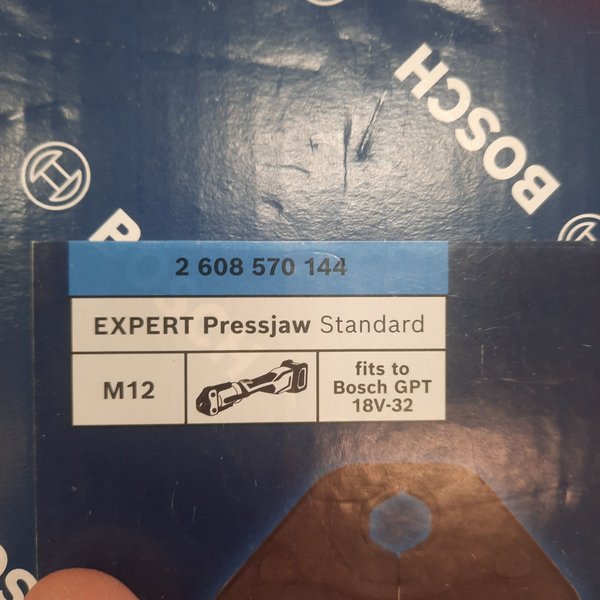 BOSCH
2 608 570 144
EXPERT Pressjaw Standard
M12
fits to
Bosch GPT
18V-32